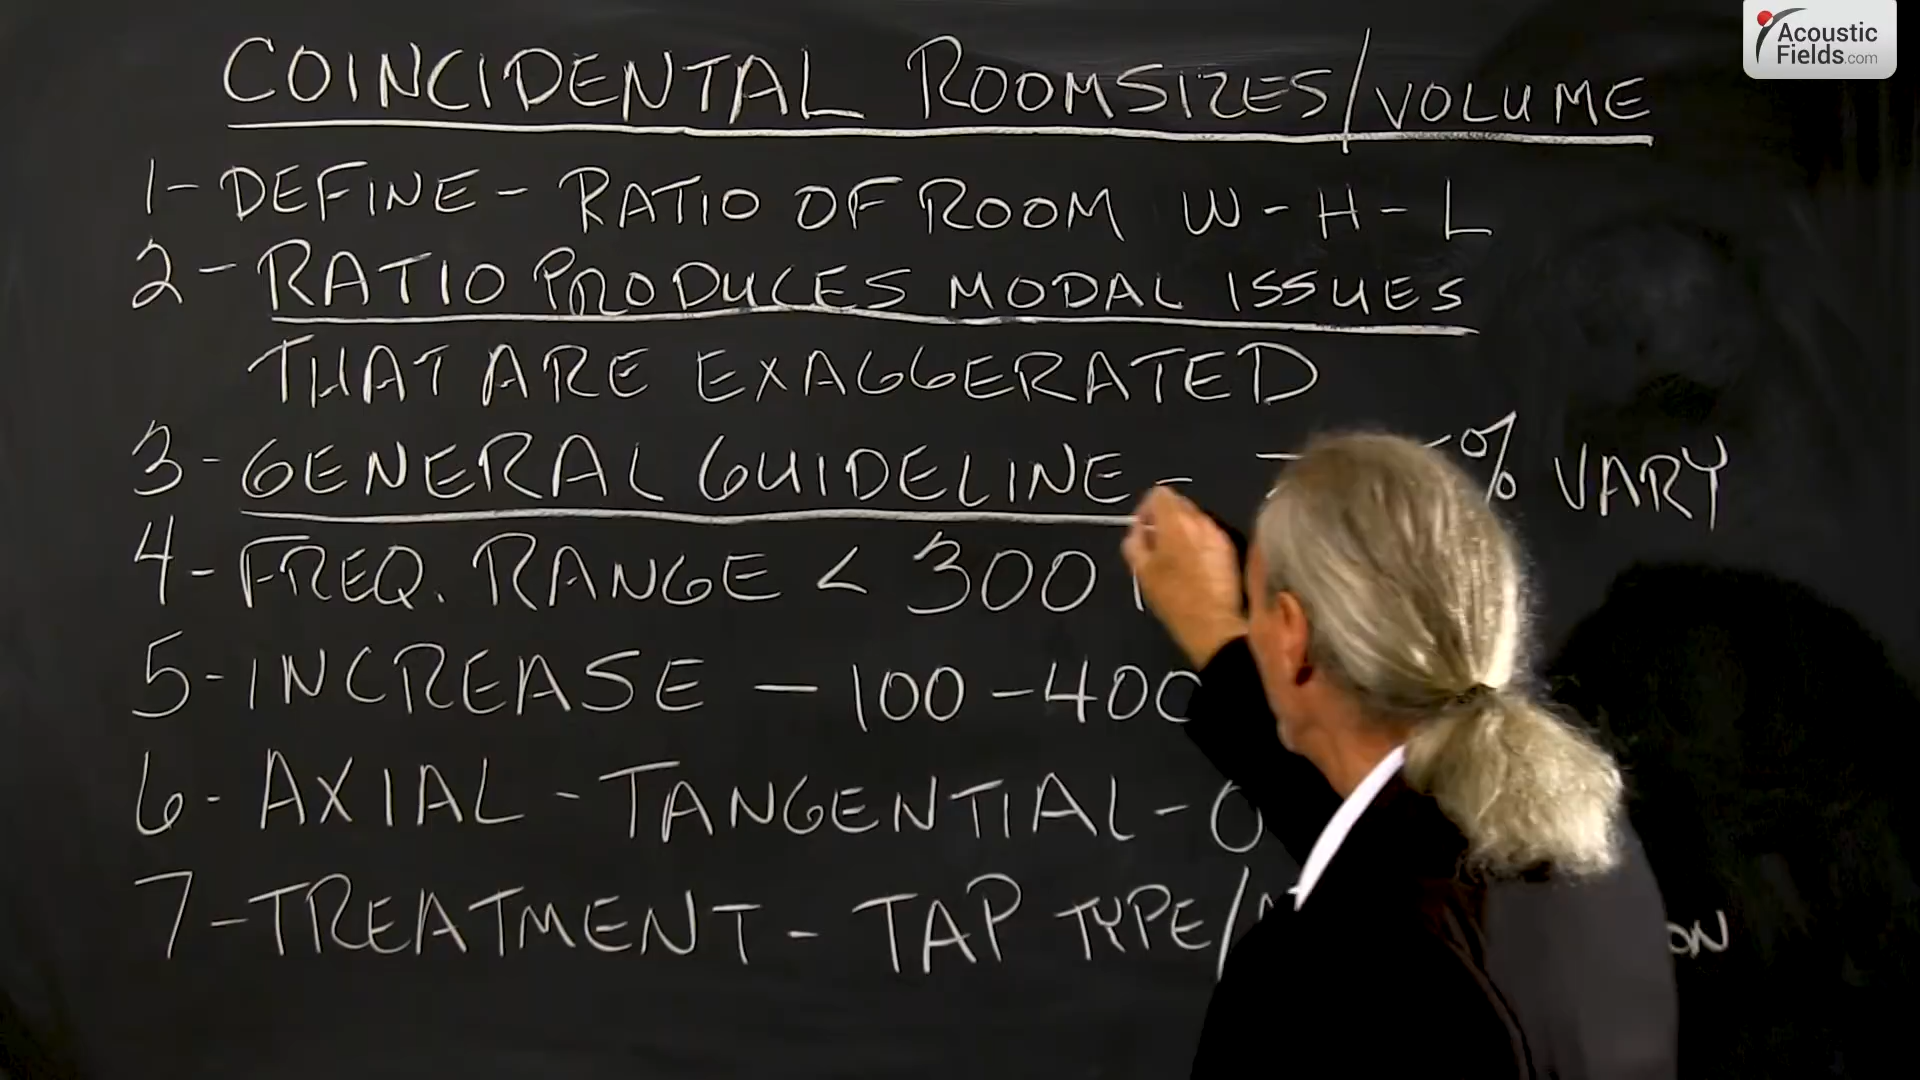 Acoustic
Fields.com
COINCIDENTAL ROOMSIZES/VOLUME
1- DEFINE - RATIO OF ROOM W - H - L
2 - RATIO PRODUCES MODAL ISSUES
THAT ARE EXAGGERATED
3 - GENERAL GUIDELINE - % VARY
4 - FREQ. RANGE < 300
5 - INCREASE - 100 - 400
6 - AXIAL - TANGENTIAL -
7 - TREATMENT - TAP TYPE/